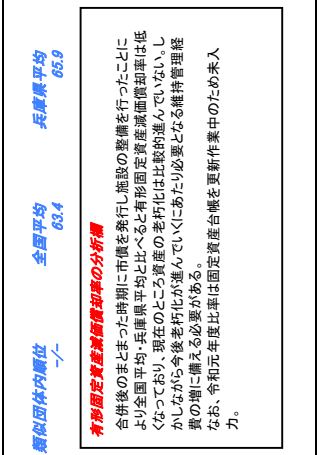 類似団体内順位 全国平均 兵庫県平均
-/- 63.4 65.9
有形固定資産減価償却率の分析欄
合併後のまとまった時期に市債を発行し施設の整備を行ったことに
より全国平均・兵庫県平均と比べると有形固定資産減価償却率は低
くなっており、現在のところ資産の老朽化は比較的進んでいない。し
かしながら今後老朽化が進んでいくにあたり必要となる維持管理経
費の増に備える必要がある。
なお、令和元年度比率は固定資産台帳を更新作業中のため未入
力。